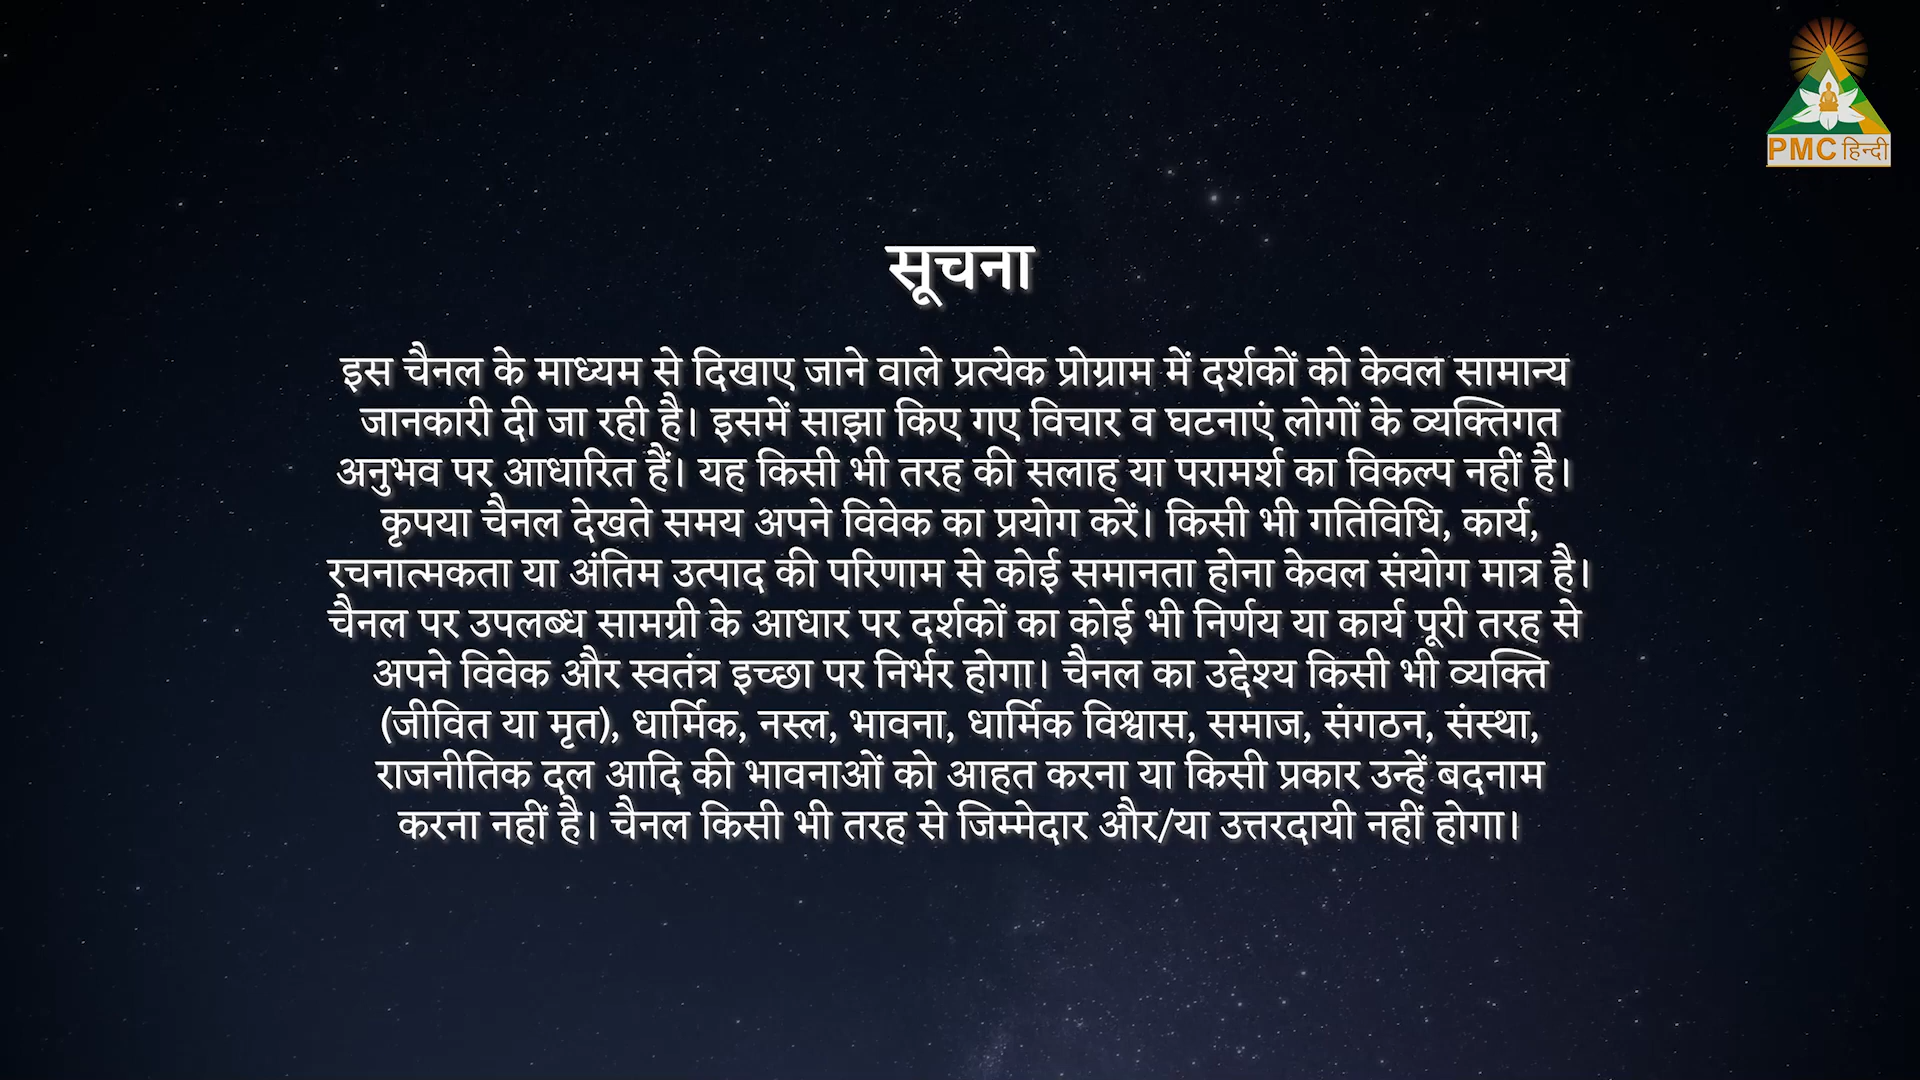 PMC हिन्दी
सूचना
इस चैनल के माध्यम से दिखाए जाने वाले प्रत्येक प्रोग्राम में दर्शकों को केवल सामान्य
जानकारी दी जा रही है। इसमें साझा किए गए विचार व घटनाएं लोगों के व्यक्तिगत
अनुभव पर आधारित हैं। यह किसी भी तरह की सलाह या परामर्श का विकल्प नहीं है।
कृपया चैनल देखते समय अपने विवेक का प्रयोग करें। किसी भी गतिविधि, कार्य,
रचनात्मकता या अंतिम उत्पाद की परिणाम से कोई समानता होना केवल संयोग मात्र है।
चैनल पर उपलब्ध सामग्री के आधार पर दर्शकों का कोई भी निर्णय या कार्य पूरी तरह से
अपने विवेक और स्वतंत्र इच्छा पर निर्भर होगा। चैनल का उद्देश्य किसी भी व्यक्ति
(जीवित या मृत), धार्मिक, नस्ल, भावना, धार्मिक विश्वास, समाज, संगठन, संस्था,
राजनीतिक दल आदि की भावनाओं को आहत करना या किसी प्रकार उन्हें बदनाम
करना नहीं है। चैनल किसी भी तरह से जिम्मेदार और/या उत्तरदायी नहीं होगा।